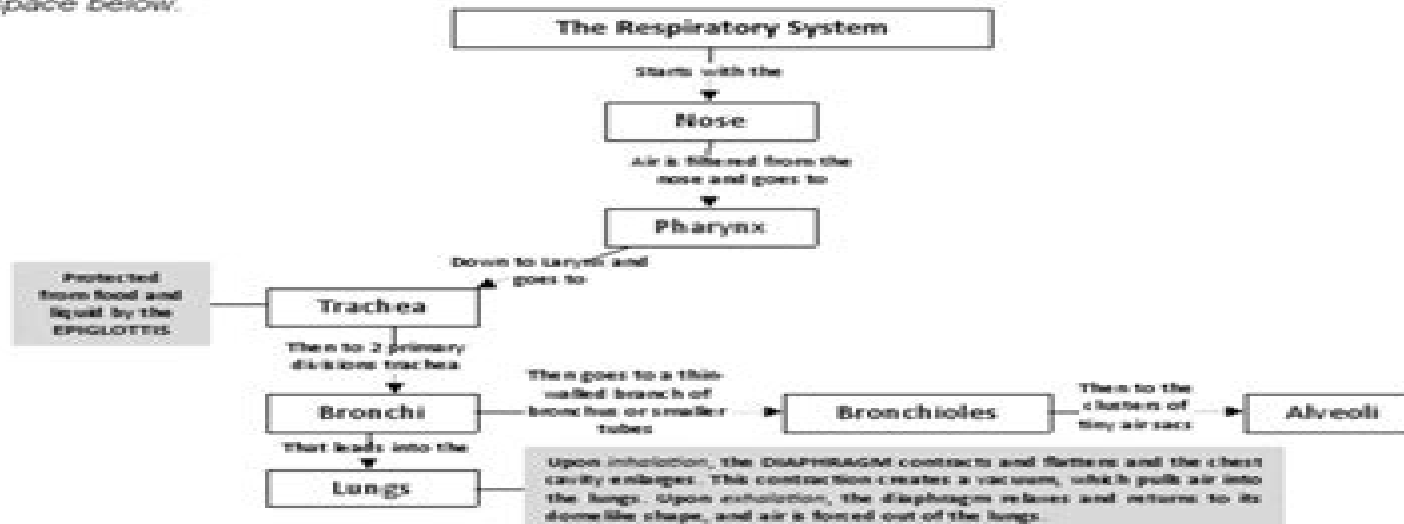 space below.
The Respiratory System
Starts with the
Nose
Air is filtered from the
nose and goes to
Pharynx
Down to Larynx and
goes to
Protected
from food and
liquid by the
EPIGLOTTIS
Trachea
Then to 2 primary
divisions trachea
Bronchi
Then goes to a thin-
walled branch of
bronchus or smaller
tubes
Bronchioles
Then to the
clusters of
tiny air sacs
Alveoli
That leads into the
Lungs
Upon inhalation, the DIAPHRAGM contracts and flattens and the chest
cavity enlarges. This contraction creates a vacuum, which pulls air into
the lungs. Upon exhalation, the diaphragm relaxes and returns to its
domelike shape, and air is forced out of the lungs.